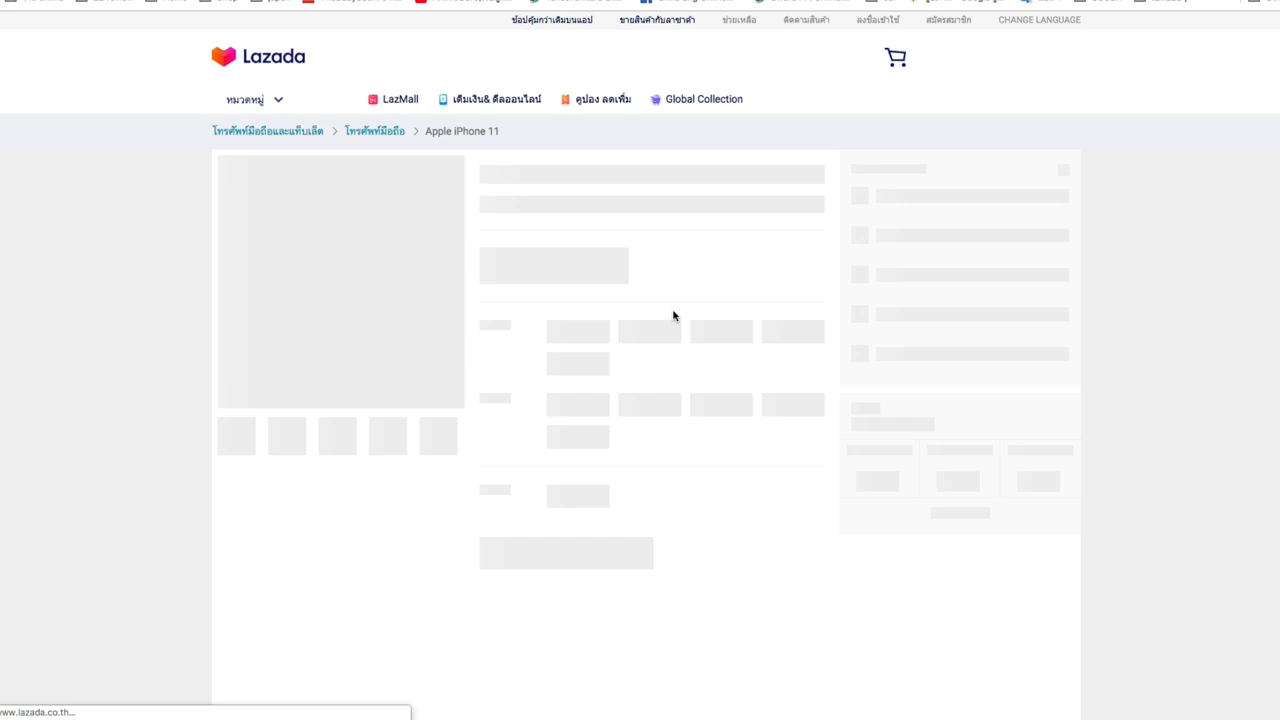 ช้อปคุ้มกว่าเดิมบนแอป ขายสินค้ากับลาซาด้า ช่วยเหลือ ติดตามสินค้า ลงชื่อเข้าใช้ สมัครสมาชิก CHANGE LANGUAGE
Lazada
หมวดหมู่ LazMall เติมเงิน& ดีลออนไลน์ คูปอง ลดเพิ่ม Global Collection
โทรศัพท์มือถือและแท็บเล็ต โทรศัพท์มือถือ Apple iPhone 11
www.lazada.co.th...